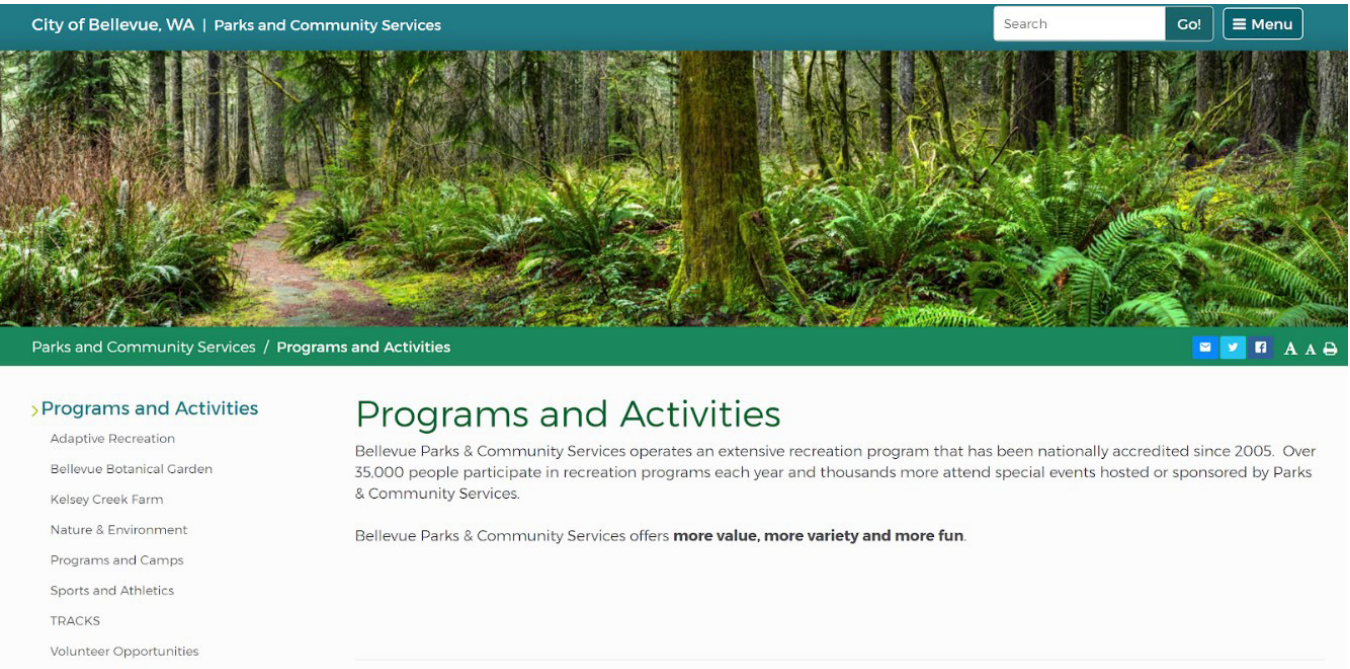 City of Bellevue, WA | Parks and Community Services
Search
Go!
Menu
Parks and Community Services / Programs and Activities
A A
Programs and Activities
Adaptive Recreation
Bellevue Botanical Garden
Kelsey Creek Farm
Nature & Environment
Programs and Camps
Sports and Athletics
TRACKS
Volunteer Opportunities
Programs and Activities
Bellevue Parks & Community Services operates an extensive recreation program that has been nationally accredited since 2005. Over
35,000 people participate in recreation programs each year and thousands more attend special events hosted or sponsored by Parks
& Community Services.
Bellevue Parks & Community Services offers more value, more variety and more fun.